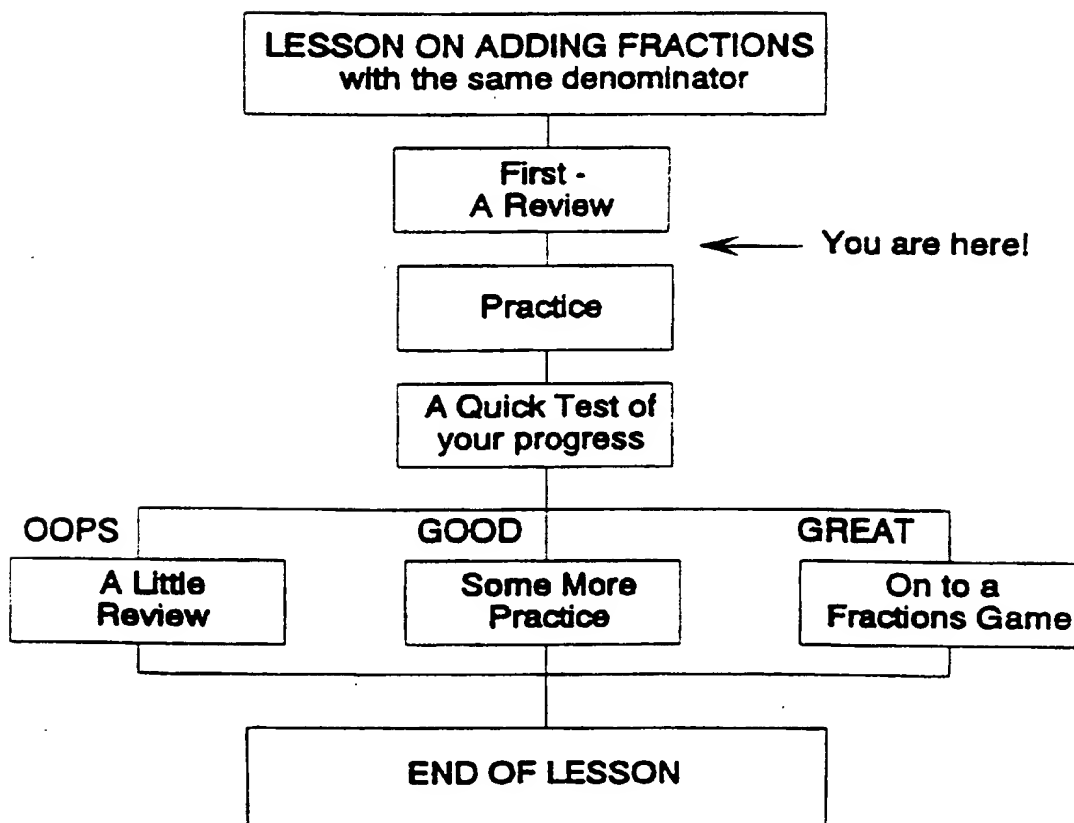 LESSON ON ADDING FRACTIONS
with the same denominator
First -
A Review
You are here!
Practice
A Quick Test of
your progress
OOPS
GOOD
GREAT
A Little
Review
Some More
Practice
On to a
Fractions Game
END OF LESSON